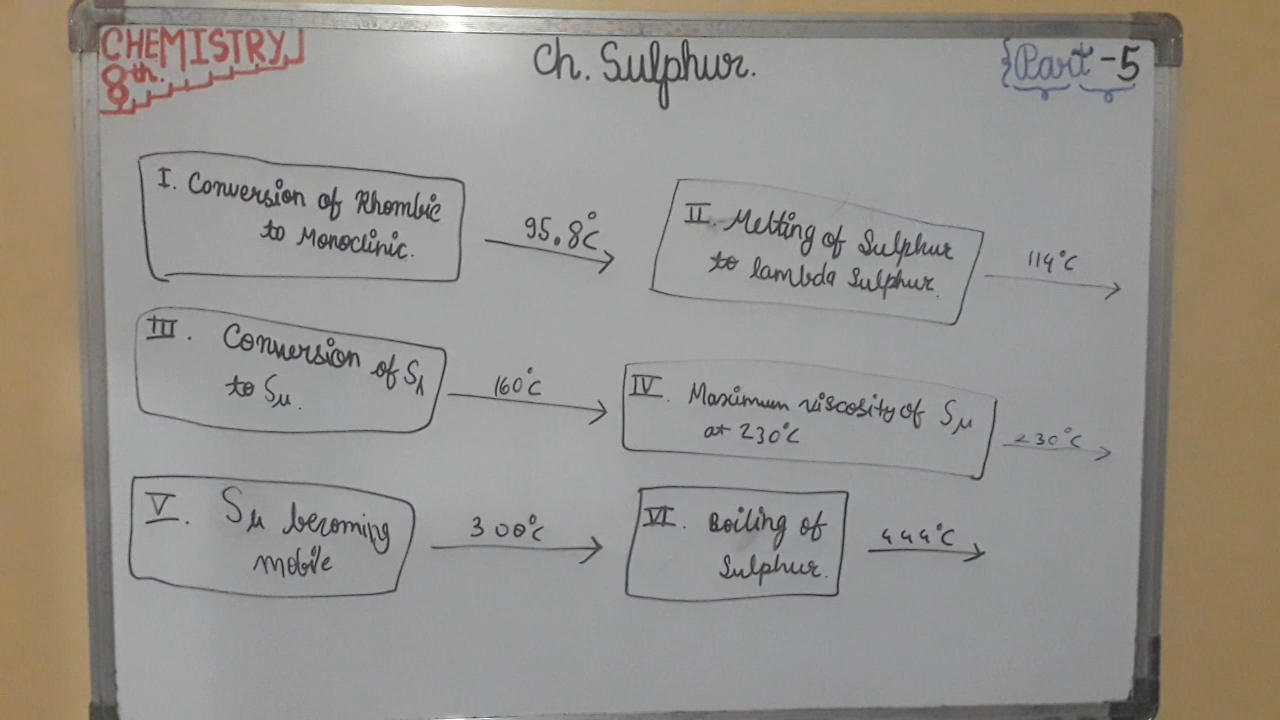 CHEMISTRY
8th.
Ch. Sulphur.
Part-5
I. Conversion of Rhombic
to Monoclinic.
95.8°C
II. Melting of Sulphur
to lambda Sulphur.
114°C
III. Conversion of Sλ
to Sμ.
160°C
IV. Maximum viscosity of Sμ
at 230°C
230°C
V. Sμ becoming
mobile
300°C
VI. Boiling of
Sulphur.
444°C